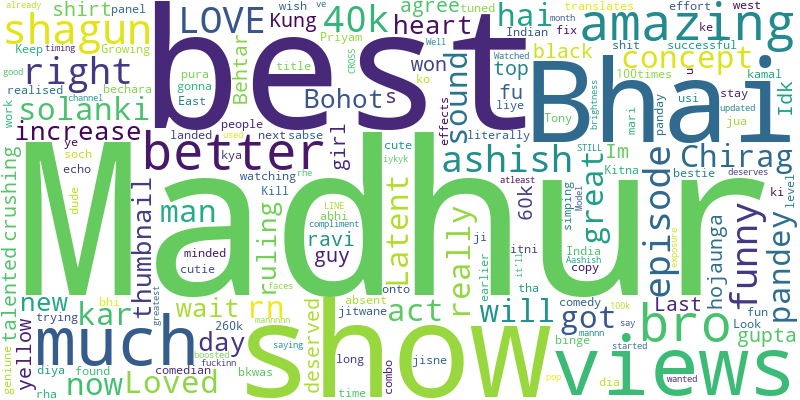 already
Keep
month
timing
Growing
shirt
panel
LOVE
wish
ve
Kung
40k
agree
tuned
hai
translates
effort
west
shagun
pura
gonna
East
Behtar
best
Priyam
title
heart
Indian
Well
Watched
fix
ke
amazing
right
Bohot
s
won
CROSS
top
fu
liye
black
shit
successful
concept
good
realised
bechara
sound
Bhai
100times
u
kamal
Idk
work
channel
solanki
landed
people
next
sabse
ko
effects
literally
Tony
brightness
stay
usi
updated
panday
jua
mari
increase
used
kya
girl
cute
iykyk
ashish
great
STILL
Im
Kitna
Chirag
bestie
deserves
ye
soch
echo
better
watching
rhe
Kill
Madhur
talented
crushing
dude
thumbnail
man
minded
cutie
ruling
LINE
abhi
compliment
ravi
guy
Latent
really
ji
kitni
earlier
60k
simping
Model
India
Aashish
copy
episode
hojaunga
funny
pandey
level
ki
new
bhi
trying
kar
greatest
wait
rn
faces
marnnhn
absent
jitwane
onto
act
tha
it'll
will
comedy
100k
mannn
exposure
Last
Look
fun
genuine
yellow
much
260k
boosted
fuckinn
day
show
deserved
long
jisne
combo
got
binge
say
started
views
bro
gupta
diya
found
rha
now
Loved
comedian
saying
bkwas
time
pop
dia
wanted